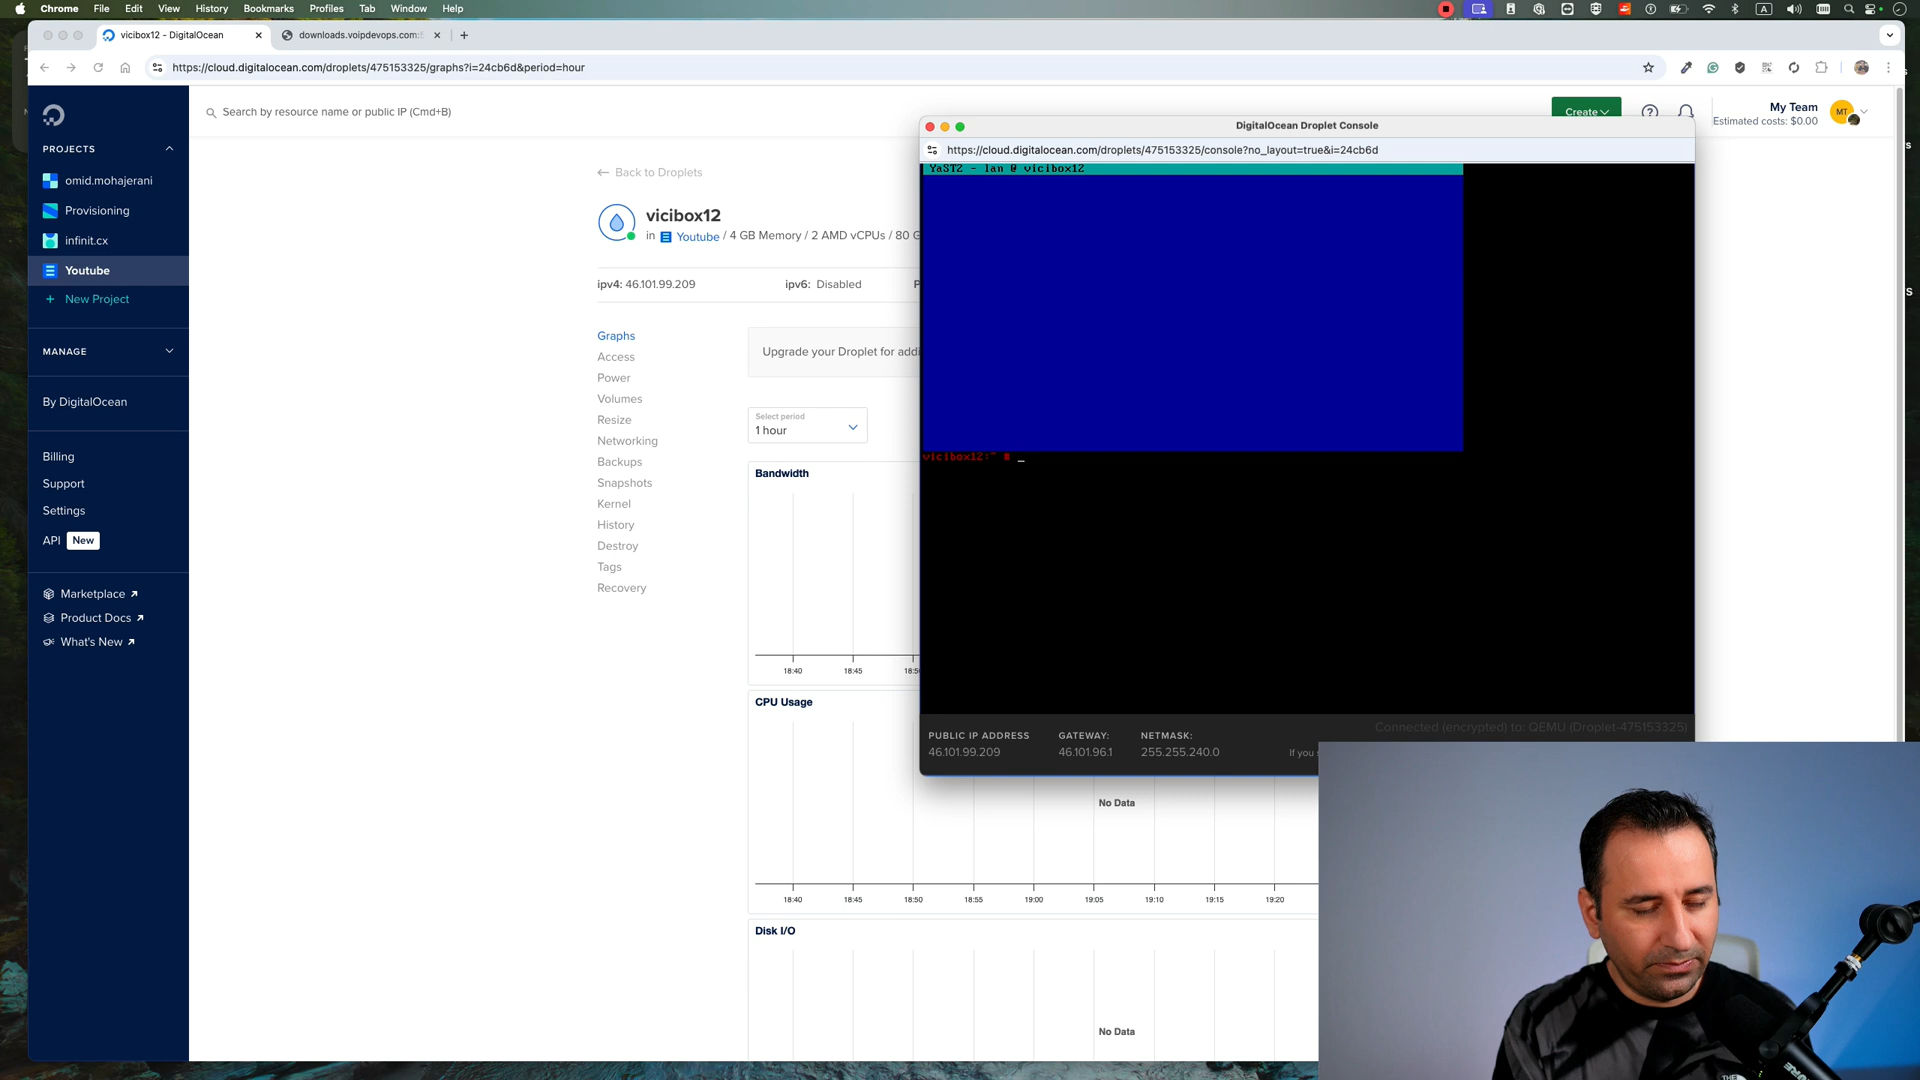 Chrome File Edit View History Bookmarks Profiles Tab Window Help
vicibox12 - DigitalOcean
downloads.voipdevops.com:
https://cloud.digitalocean.com/droplets/475153325/graphs?i=24cb6d&period=hour
Search by resource name or public IP (Cmd+B)
Create
My Team
Estimated costs: $0.00
MT
PROJECTS
omid.mohajerani
Provisioning
infinit.cx
Youtube
+ New Project
MANAGE
By DigitalOcean
Billing
Support
Settings
API New
Marketplace
Product Docs
What's New
← Back to Droplets
vicibox12
in Youtube / 4 GB Memory / 2 AMD vCPUs / 80 G
ipv4: 46.101.99.209 ipv6: Disabled P
Graphs
Access
Power
Volumes
Resize
Networking
Backups
Snapshots
Kernel
History
Destroy
Tags
Recovery
Upgrade your Droplet for addi
Select period
1 hour
Bandwidth
18:40 18:45 18:5
CPU Usage
No Data
18:40 18:45 18:50 18:55 19:00 19:05 19:10 19:15 19:20
Disk I/O
No Data
DigitalOcean Droplet Console
https://cloud.digitalocean.com/droplets/475153325/console?no_layout=true&i=24cb6d
YaST2 - lan @ vicibox12
vicibox12:~ # _
Connected (encrypted) to: QEMU (Droplet-475153325)
PUBLIC IP ADDRESS GATEWAY: NETMASK:
46.101.99.209 46.101.96.1 255.255.240.0 If you
THE